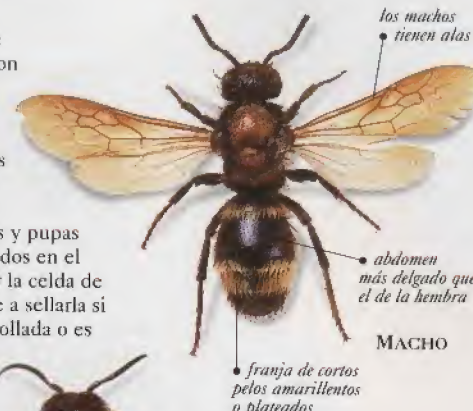 los machos
tienen alas
on
s
s y pupas
dos en el
r la celda de
e a sellarla si
ollada o es
abdomen
más delgado que
el de la hembra
MACHO
franja de cortos
pelos amarillentos
o plateados